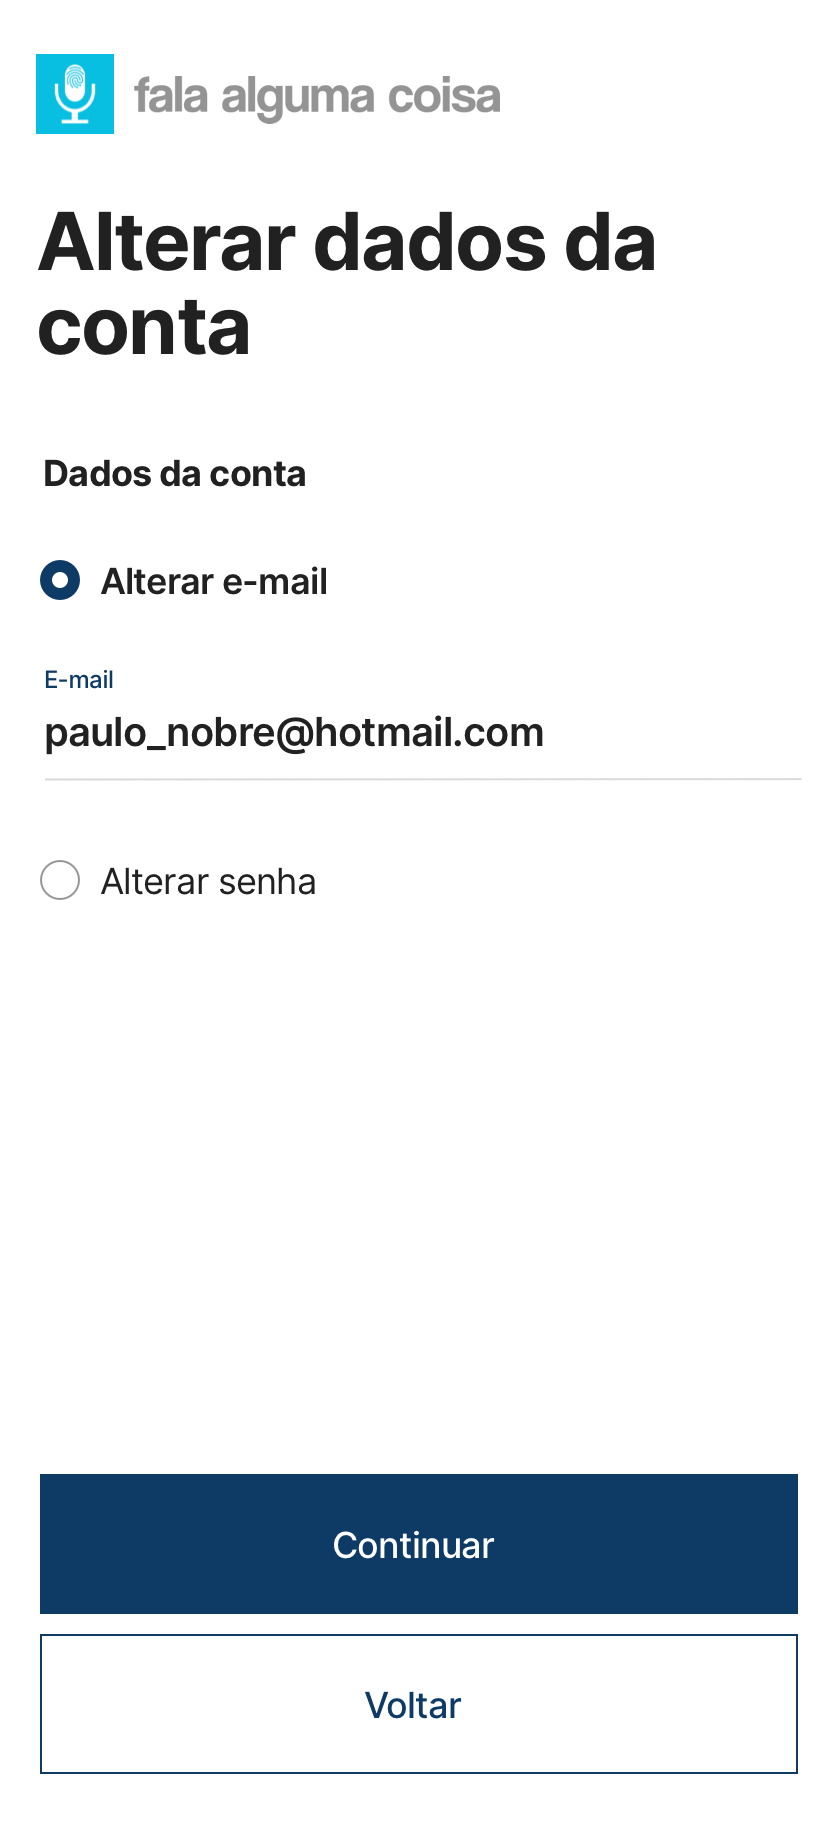 fala alguma coisa
Alterar dados da
conta
Dados da conta
Alterar e-mail
E-mail
paulo_nobre@hotmail.com
Alterar senha
Continuar
Voltar